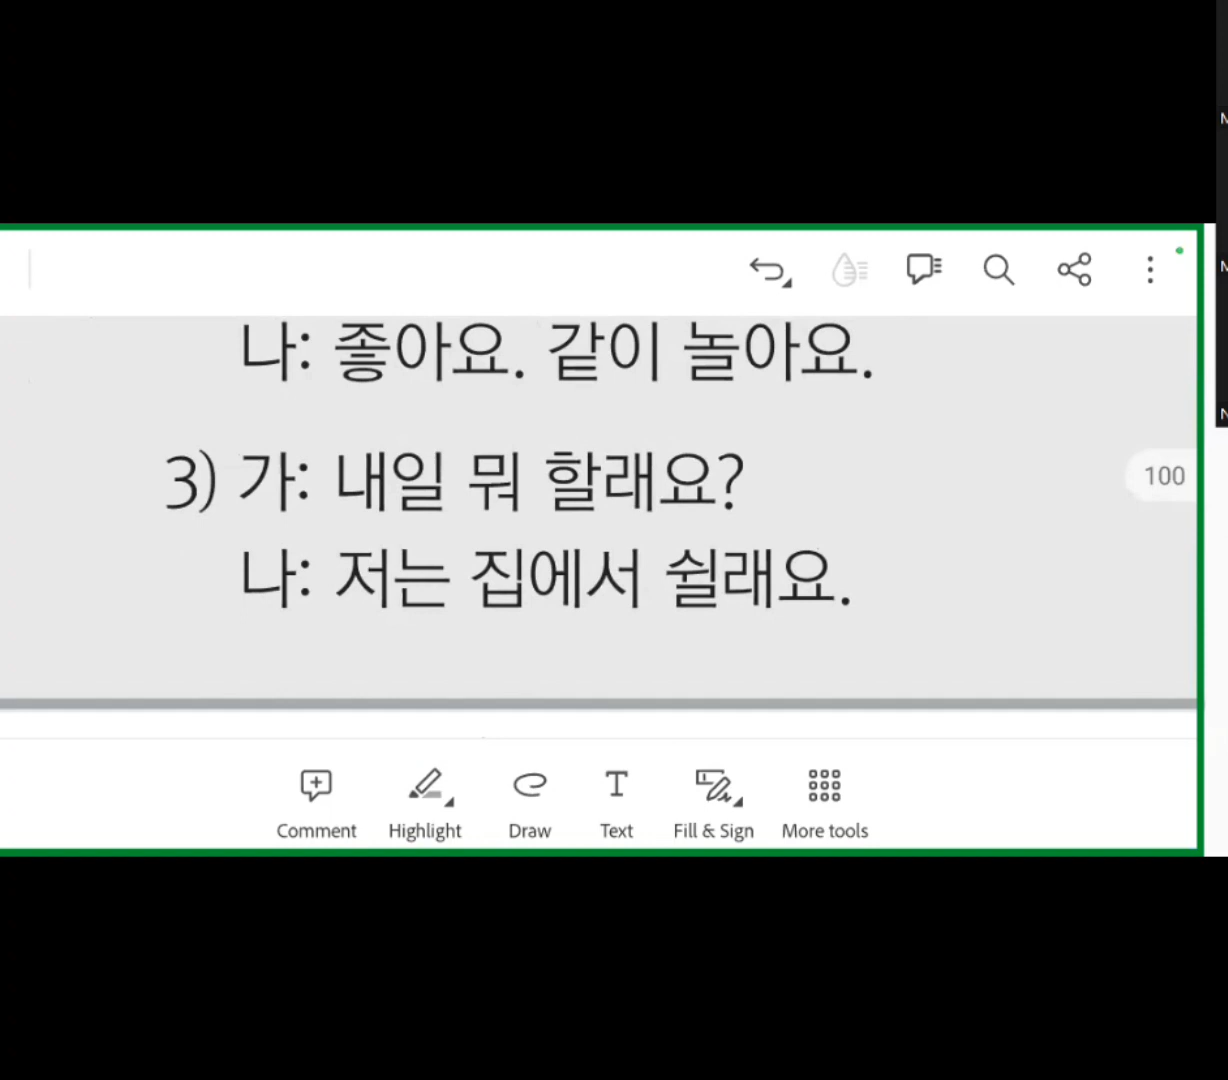 나: 좋아요. 같이 놀아요.
3) 가: 내일 뭐 할래요?
100
나: 저는 집에서 쉴래요.
Comment Highlight Draw Text Fill & Sign More tools